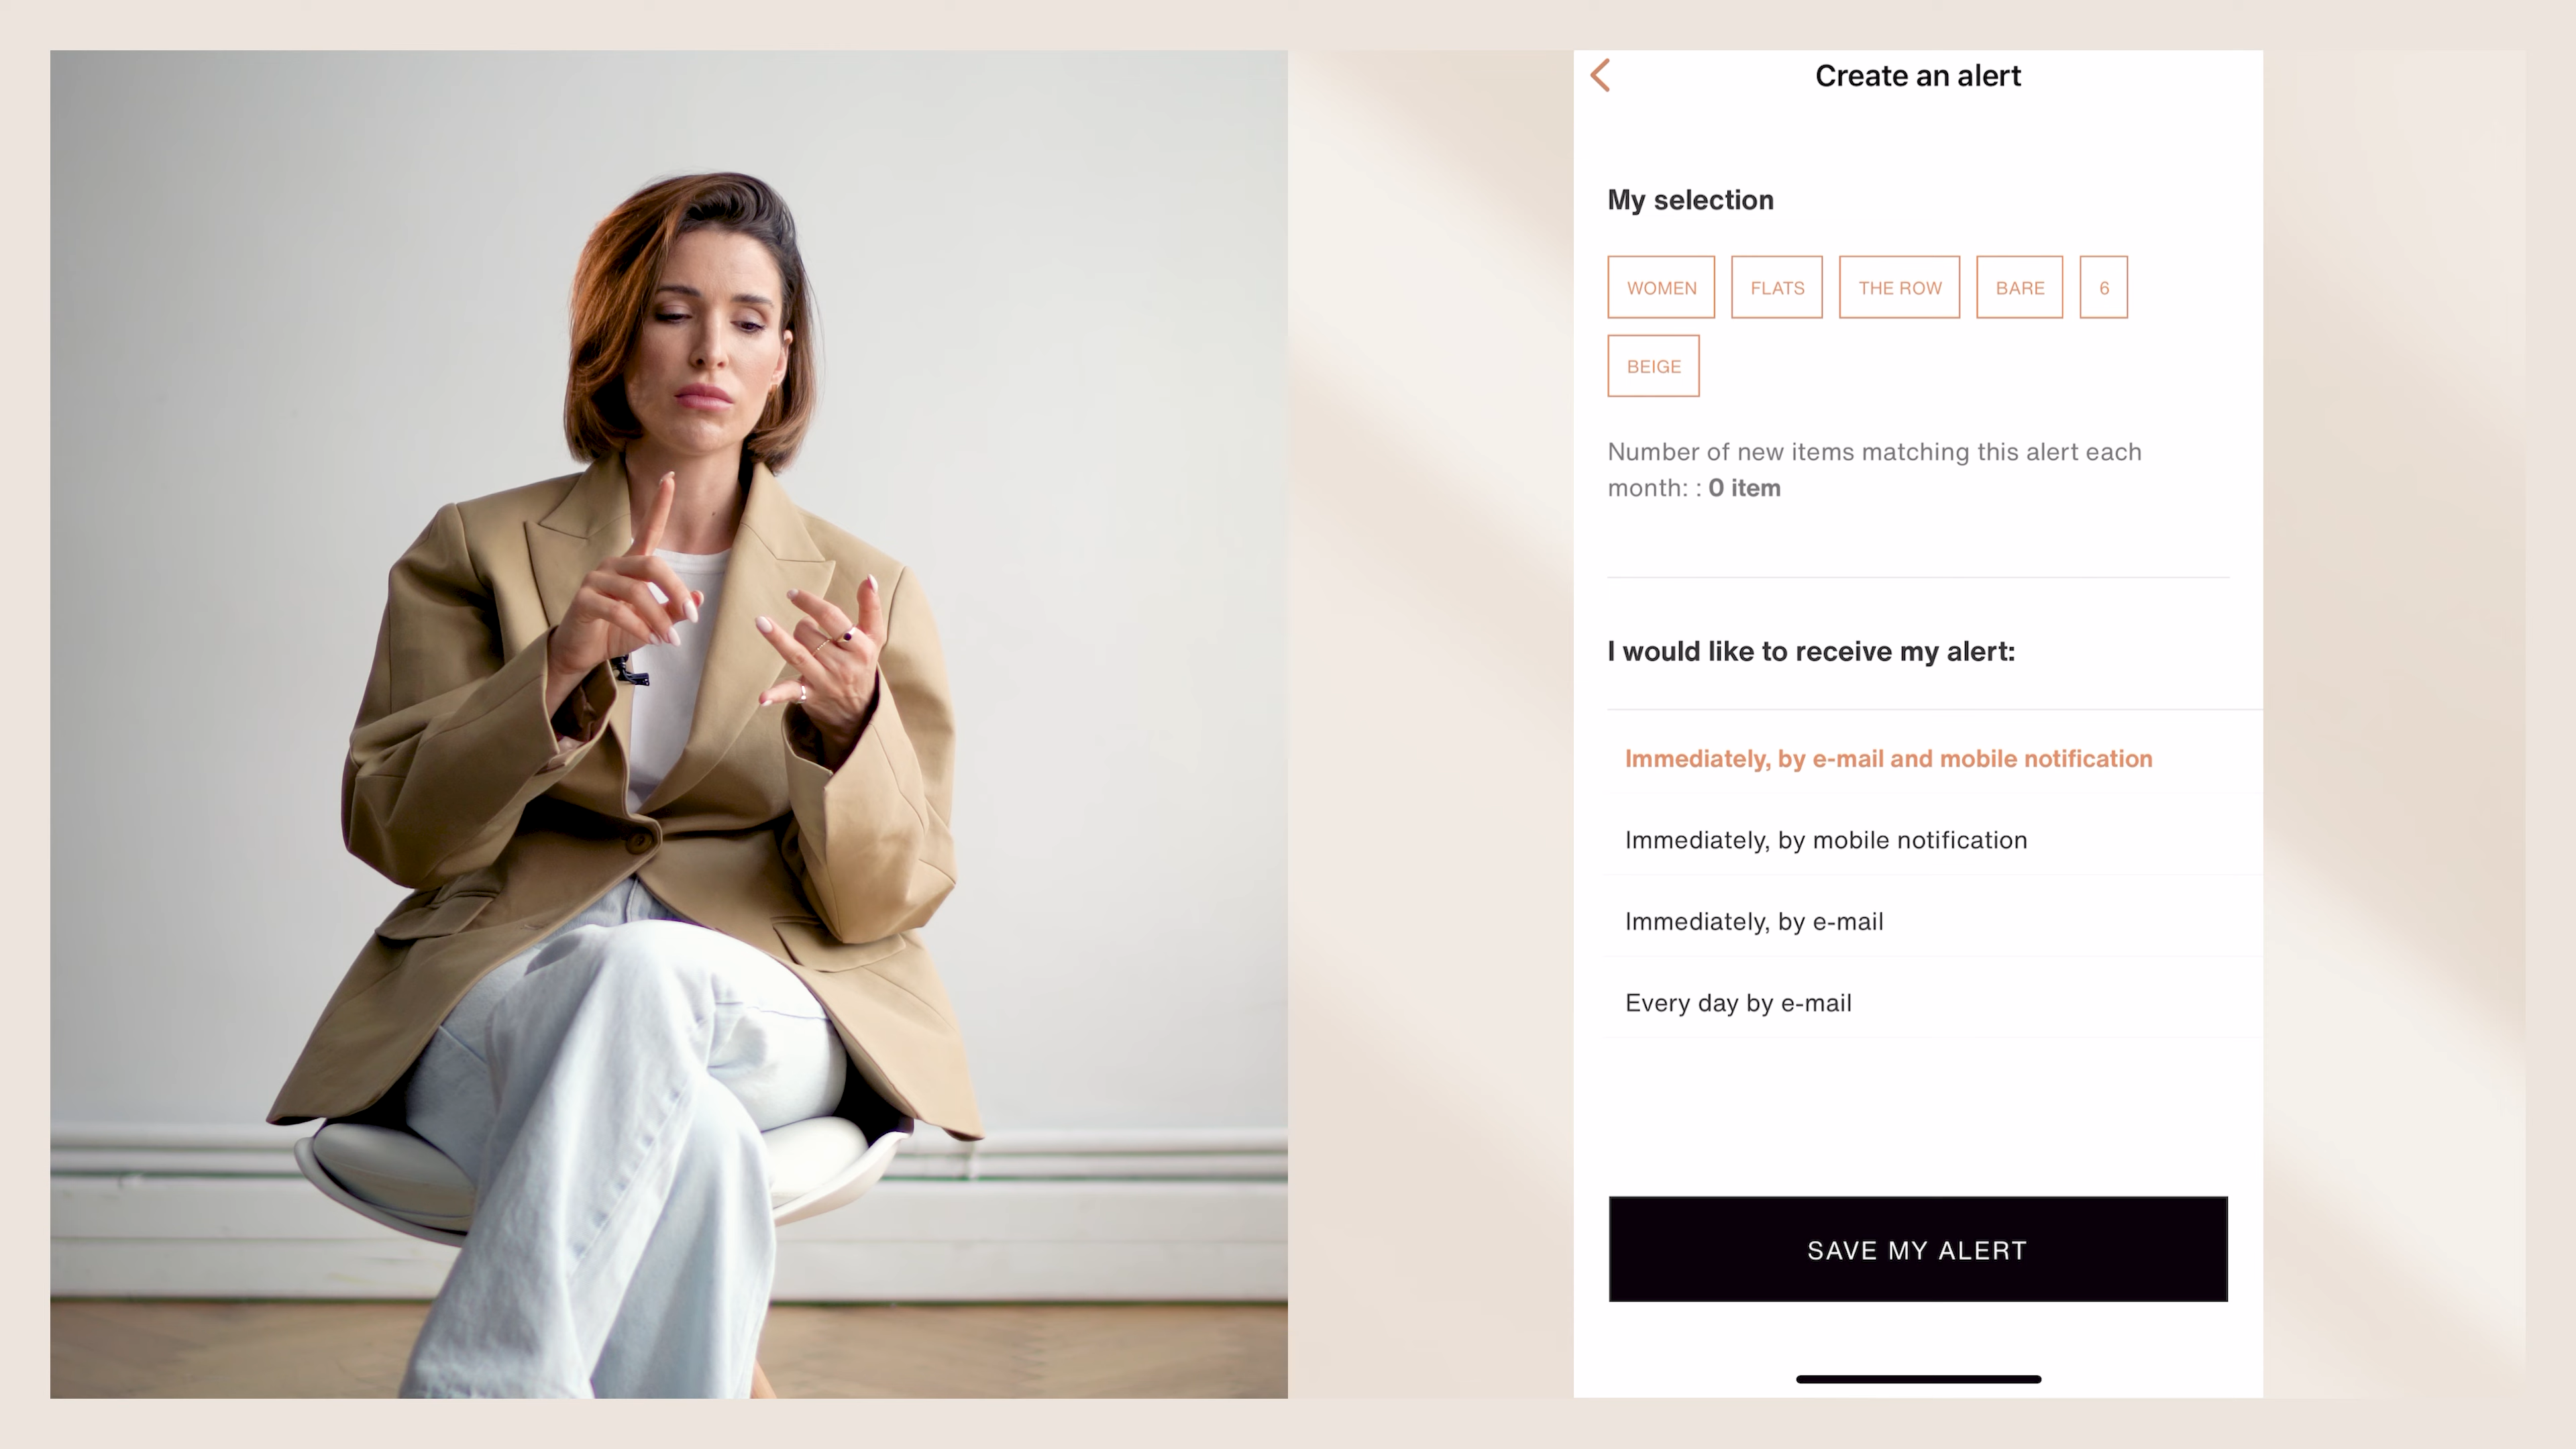 Create an alert
My selection
WOMEN
FLATS
THE ROW
BARE
6
BEIGE
Number of new items matching this alert each
month: : 0 item
I would like to receive my alert:
Immediately, by e-mail and mobile notification
Immediately, by mobile notification
Immediately, by e-mail
Every day by e-mail
SAVE MY ALERT